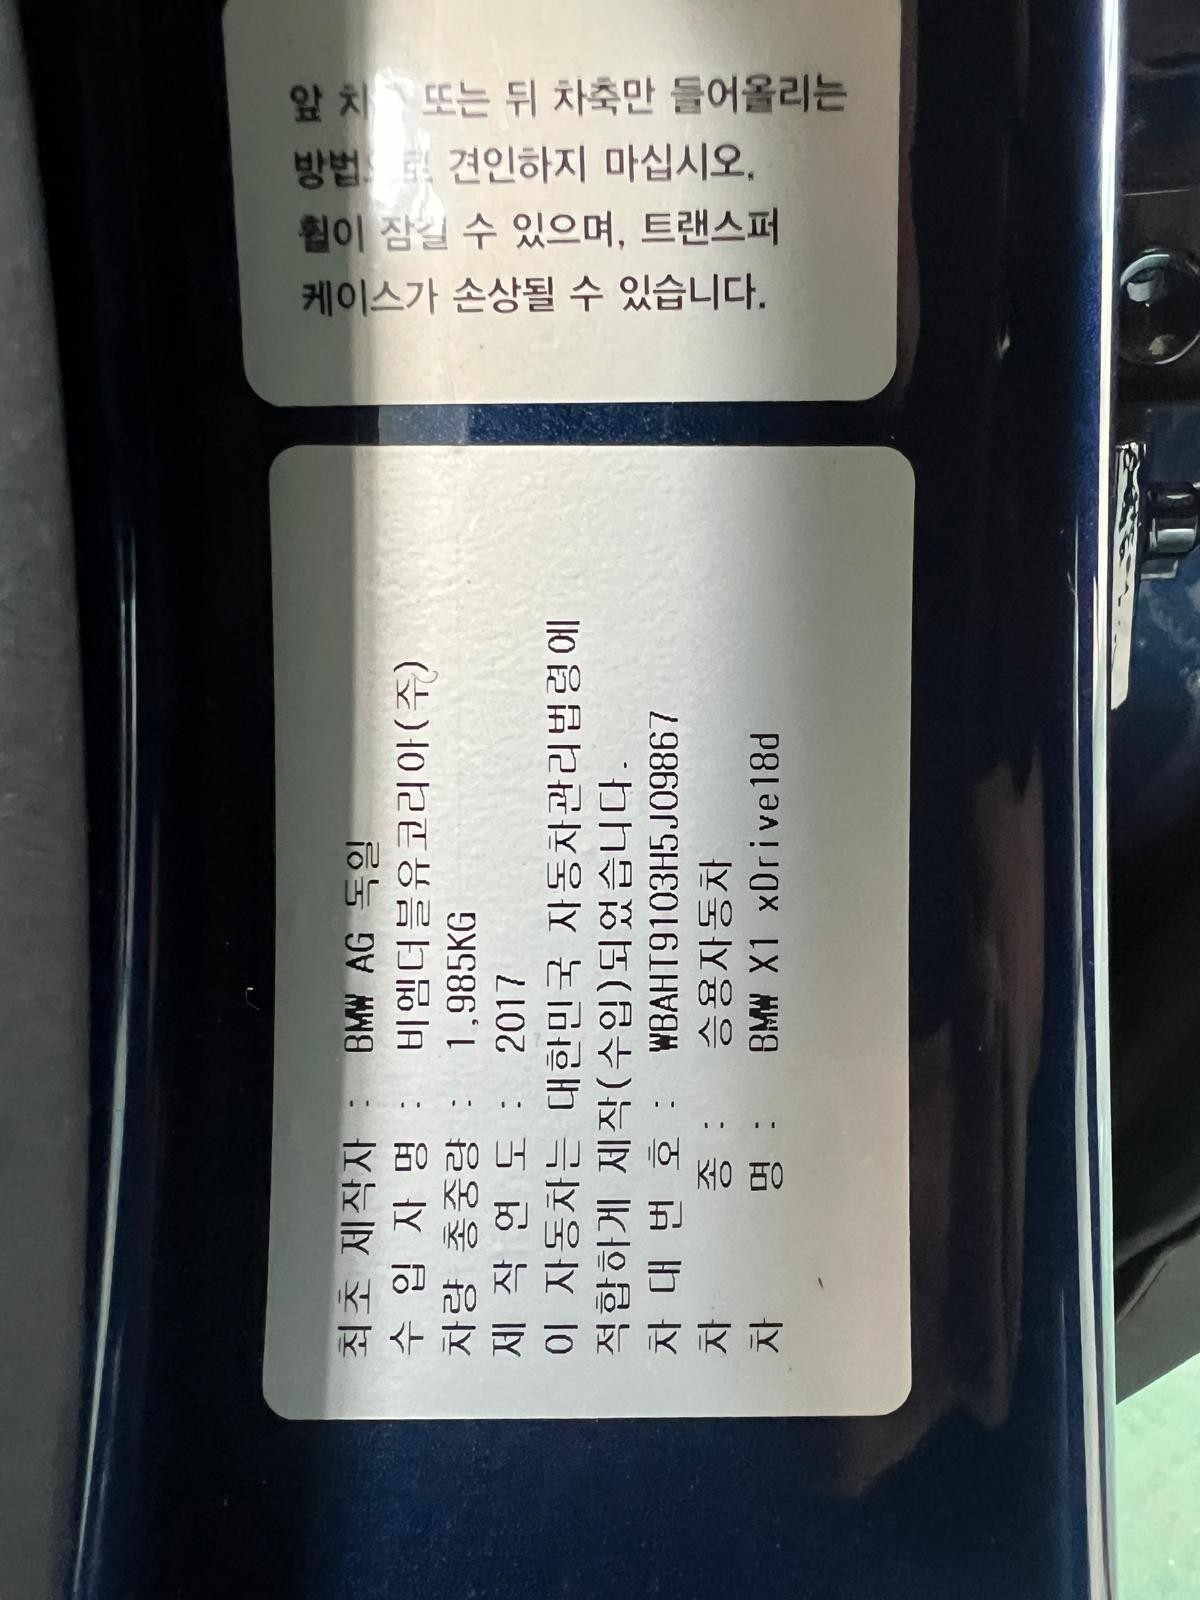 앞 또는 뒤 차축만 들어올리는
견인하지 마십시오.
휠이 잠길 수 있으며, 트랜스퍼
케이스가 손상될 수 있습니다.
최초 제작자 : BMW AG 독일
수 입 자 명 : 비엠더블유코리아(주)
차량 총중량 : 1,985KG
제 작 연 도 : 2017
이 자동차는 대한민국 자동차관리법령에
적합하게 제작(수입)되었습니다.
차 대 번 호 : WBAHT9103H5J09867
차 종 : 승용자동차
차 명 : BMW X1 xDrive18d